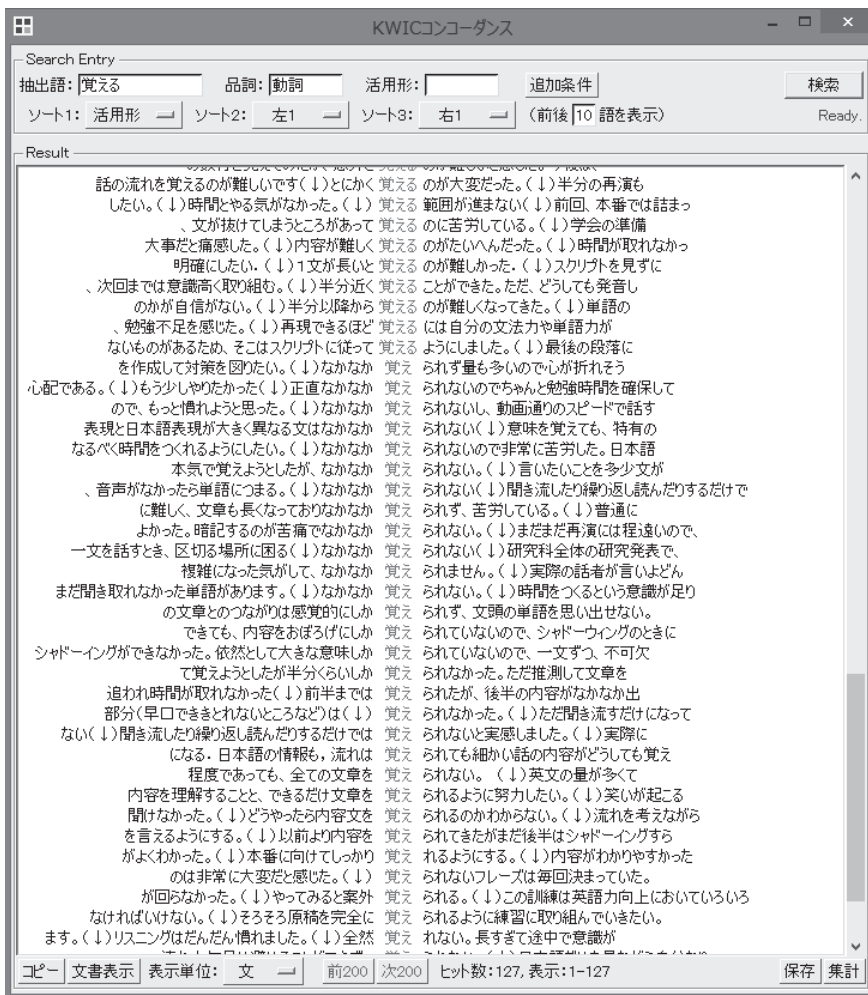 KWICコンコーダンス
Search Entry
抽出語: 覚える 品詞: 動詞 活用形: 追加条件 検索
ソート1: 活用形 ソート2: 左1 ソート3: 右1 (前後 10 語を表示) Ready.
Result
話の流れを覚えるのが難しいです(↓)とにかく 覚える のが大変だった。(↓)半分の再演も
したい。(↓)時間とやる気がなかった。(↓) 覚える 範囲が進まない(↓)前回、本番では詰まっ
、文が抜けてしまうところがあって 覚える のに苦労している。(↓)学会の準備
大事だと痛感した。(↓)内容が難しく 覚える のがたいへんだった。(↓)時間が取れなかっ
明確にしたい.(↓)1文が長いと 覚える のが難しかった.(↓)スクリプトを見ずに
、次回までは意識高く取り組む。(↓)半分近く 覚える ことができた。ただ、どうしても発音し
のかが自信がない。(↓)半分以降から 覚える のが難しくなってきた。(↓)単語の
、勉強不足を感じた。(↓)再現できるほど 覚える には自分の文法力や単語力が
ないものがあるため、そこはスクリプトに従って 覚える ようにしました。(↓)最後の段落に
を作成して対策を図りたい。(↓)なかなか 覚え られず量も多いので心が折れそう
心配である。(↓)もう少しやりたかった(↓)正直なかなか 覚え られないのでちゃんと勉強時間を確保して
ので、もっと慣れようと思った。(↓)なかなか 覚え られないし、動画通りのスピードで話す
表現と日本語表現が大きく異なる文はなかなか 覚え られない(↓)意味を覚えても、特有の
なるべく時間をつくれるようにしたい。(↓)なかなか 覚え られないので非常に苦労した。日本語
本気で覚えようとしたが、なかなか 覚え られない。(↓)言いたいことを多少文が
、音声がなかったら単語につまる。(↓)なかなか 覚え られない(↓)聞き流したり繰り返し読んだりするだけで
に難しく、文章も長くなっておりなかなか 覚え られず、苦労している。(↓)普通に
よかった。暗記するのが苦痛でなかなか 覚え られない。(↓)まだまだ再演には程遠いので、
一文を話すとき、区切る場所に困る(↓)なかなか 覚え られない(↓)研究科全体の研究発表で、
複雑になった気がして、なかなか 覚え られません。(↓)実際の話者が言いよどん
まだ聞き取れなかった単語があります。(↓)なかなか 覚え られない。(↓)時間をつくるという意識が足り
の文章とのつながりは感覚的にしか 覚え られず、文頭の単語を思い出せない。
できても、内容をおぼろげにしか 覚え られていないので、シャドーウィングのときに
シャドーイングができなかった。依然として大きな意味しか 覚え られていないので、一文ずつ、不可欠
て覚えようとしたが半分くらいしか 覚え られなかった。ただ推測して文章を
追われ時間が取れなかった(↓)前半までは 覚え られたが、後半の内容がなかなか出
部分(早口でききとれないところなど)は(↓) 覚え られなかった。(↓)ただ聞き流すだけになって
ない(↓)聞き流したり繰り返し読んだりするだけでは 覚え られないと実感しました。(↓)実際に
になる.日本語の情報も,流れは 覚え られても細かい話の内容がどうしても覚え
程度であっても、全ての文章を 覚え られない。 (↓)英文の量が多くて
内容を理解することと、できるだけ文章を 覚え られるように努力したい。(↓)笑いが起こる
聞けなかった。(↓)どうやったら内容文を 覚え られるのかわからない。(↓)流れを考えながら
を言えるようにする。(↓)以前より内容を 覚え られてきたがまだ後半はシャドーイングすら
がよくわかった。(↓)本番に向けてしっかり 覚え れるようにする。(↓)内容がわかりやすかった
のは非常に大変だと感じた。(↓) 覚え られないフレーズは毎回決まっていた。
が回らなかった。(↓)やってみると案外 覚え られる。(↓)この訓練は英語力向上においていろいろ
なければいけない。(↓)そろそろ原稿を完全に 覚え られるように練習に取り組んでいきたい。
ます。(↓)リスニングはだんだん慣れました。(↓)全然 覚え れない。長すぎて途中で意識が
コピー 文書表示 表示単位: 文 前200 次200 ヒット数:127, 表示:1-127 保存 集計